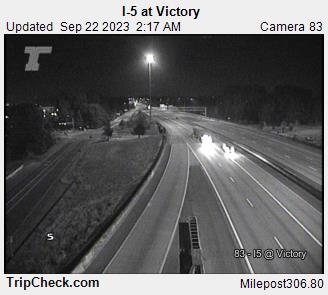 I-5 at Victory
Updated Sep 22 2023 2:17 AM Camera 83
T
S
83 - I5 @ Victory
TripCheck.com Milepost306.80